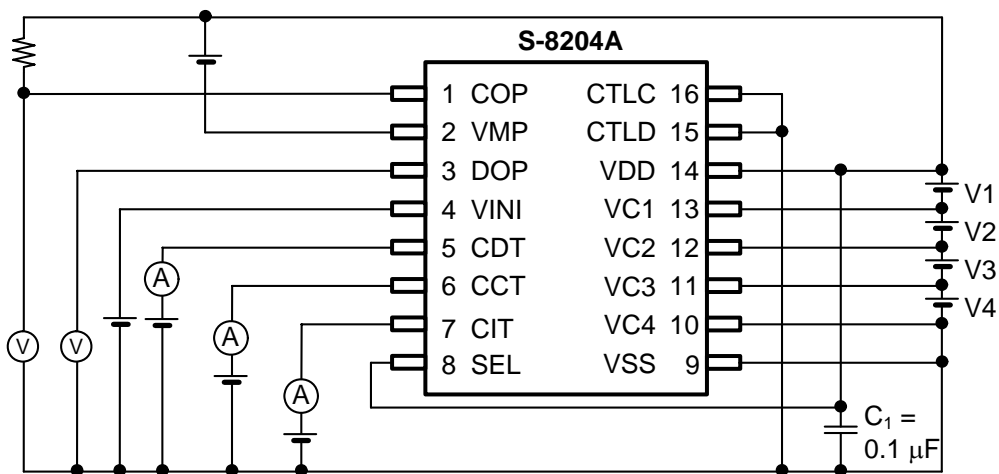 S-8204A
1 COP
2 VMP
3 DOP
4 VINI
5 CDT
6 CCT
7 CIT
8 SEL
CTLC 16
CTLD 15
VDD 14
VC1 13
VC2 12
VC3 11
VC4 10
VSS 9
V1
V2
V3
V4
A
A
A
V
V
C₁ =
0.1 μF